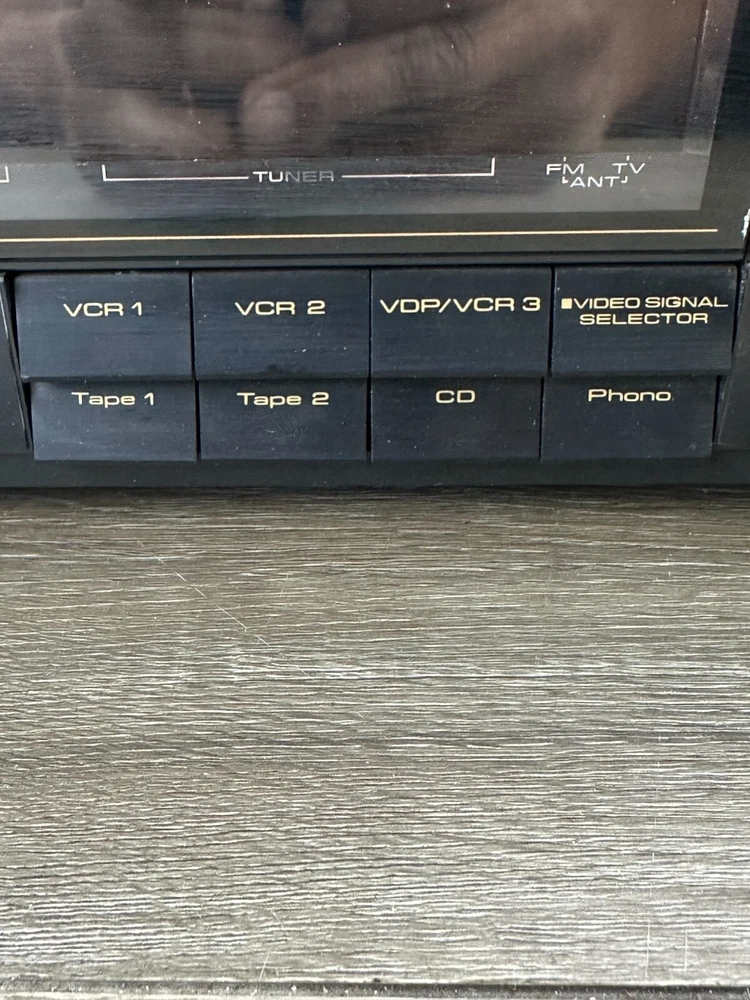 TUNER
FM TV
ANT
VCR 1 VCR 2 VDP/VCR 3 ■VIDEO SIGNAL
SELECTOR
Tape 1 Tape 2 CD Phono